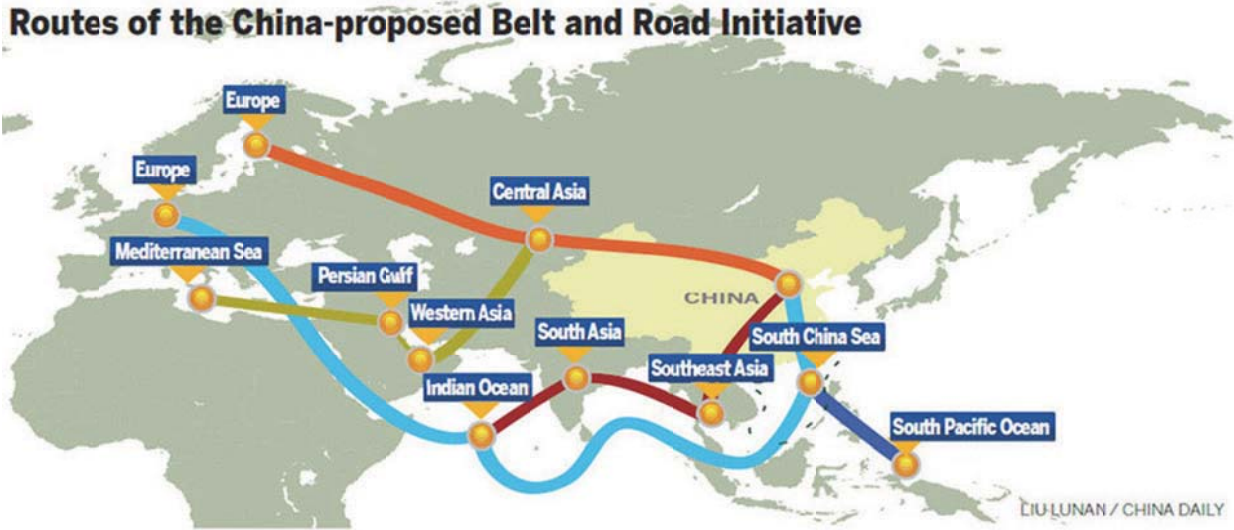 Routes of the China-proposed Belt and Road Initiative
Europe
Europe
Central Asia
Mediterranean Sea
Persian Gulf
Western Asia
CHINA
South Asia
South China Sea
Southeast Asia
Indian Ocean
South Pacific Ocean
LIU LUNAN / CHINA DAILY